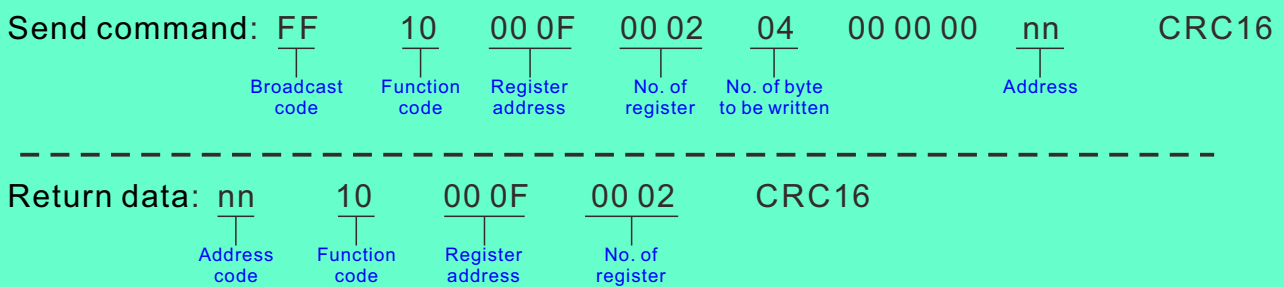 Send command: FF 10 00 0F 00 02 04 00 00 00 nn CRC16
Broadcast Function Register No. of No. of byte Address
code code address register to be written
Return data: nn 10 00 0F 00 02 CRC16
Address Function Register No. of
code code address register